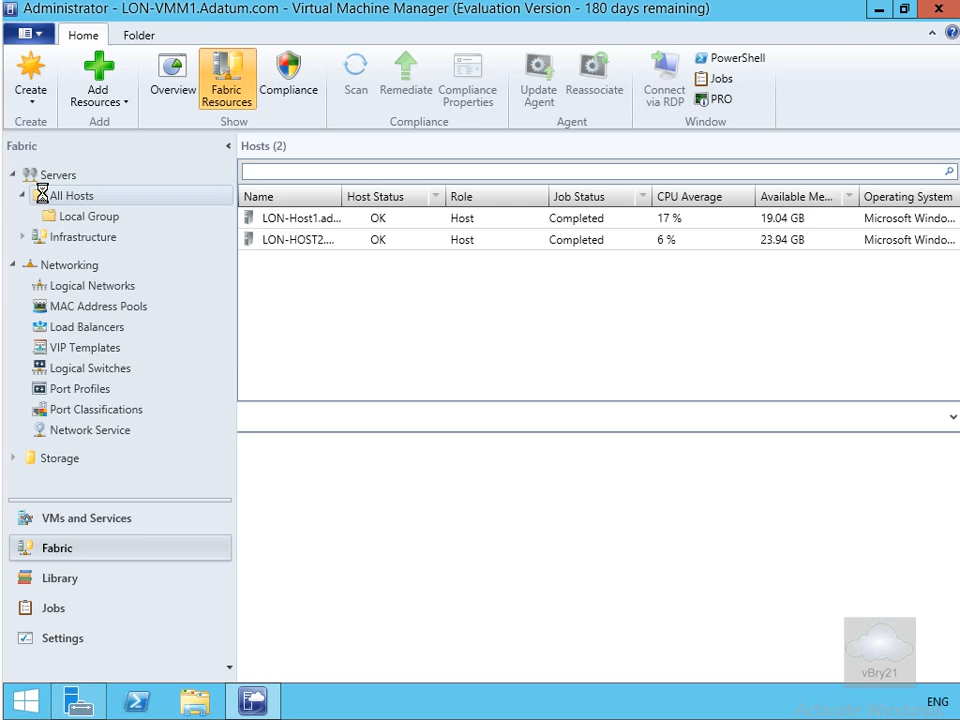 Administrator - LON-VMM1.Adatum.com - Virtual Machine Manager (Evaluation Version - 180 days remaining)
Home Folder
Create Add Resources Overview Fabric Resources Compliance Scan Remediate Compliance Properties Update Agent Reassociate Connect via RDP PowerShell
Jobs
PRO
Create Add Show Compliance Agent Window
Fabric
Hosts (2)
Servers
All Hosts
Local Group
Infrastructure
Networking
Logical Networks
MAC Address Pools
Load Balancers
VIP Templates
Logical Switches
Port Profiles
Port Classifications
Network Service
Storage
VMs and Services
Fabric
Library
Jobs
Settings
Name Host Status Role Job Status CPU Average Available Me... Operating System
LON-Host1.ad... OK Host Completed 17 % 19.04 GB Microsoft Windo...
LON-HOST2.... OK Host Completed 6 % 23.94 GB Microsoft Windo...
vBry21
ENG
Activate Windows